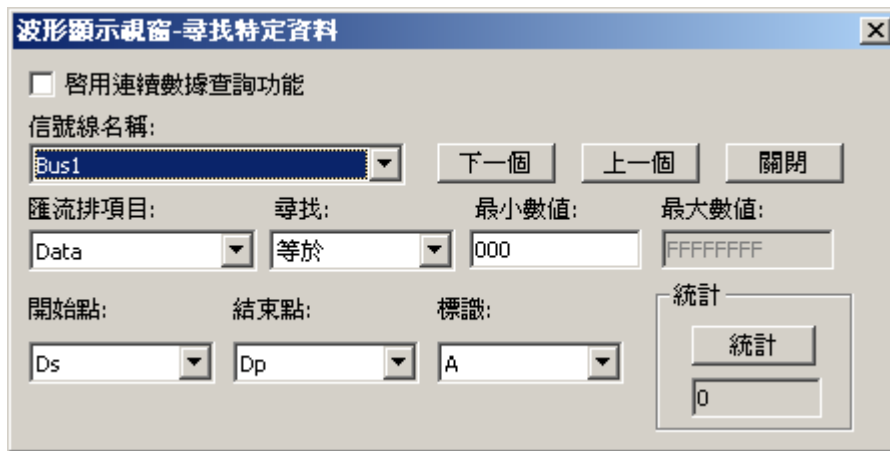 波形顯示視窗-尋找特定資料
啓用連續數據查詢功能
信號線名稱:
Bus1 下一個 上一個 關閉
匯流排項目: 尋找: 最小數值: 最大數值:
Data 等於 000 FFFFFFFF
開始點: 結束點: 標識: 統計
Ds Dp A 統計
0